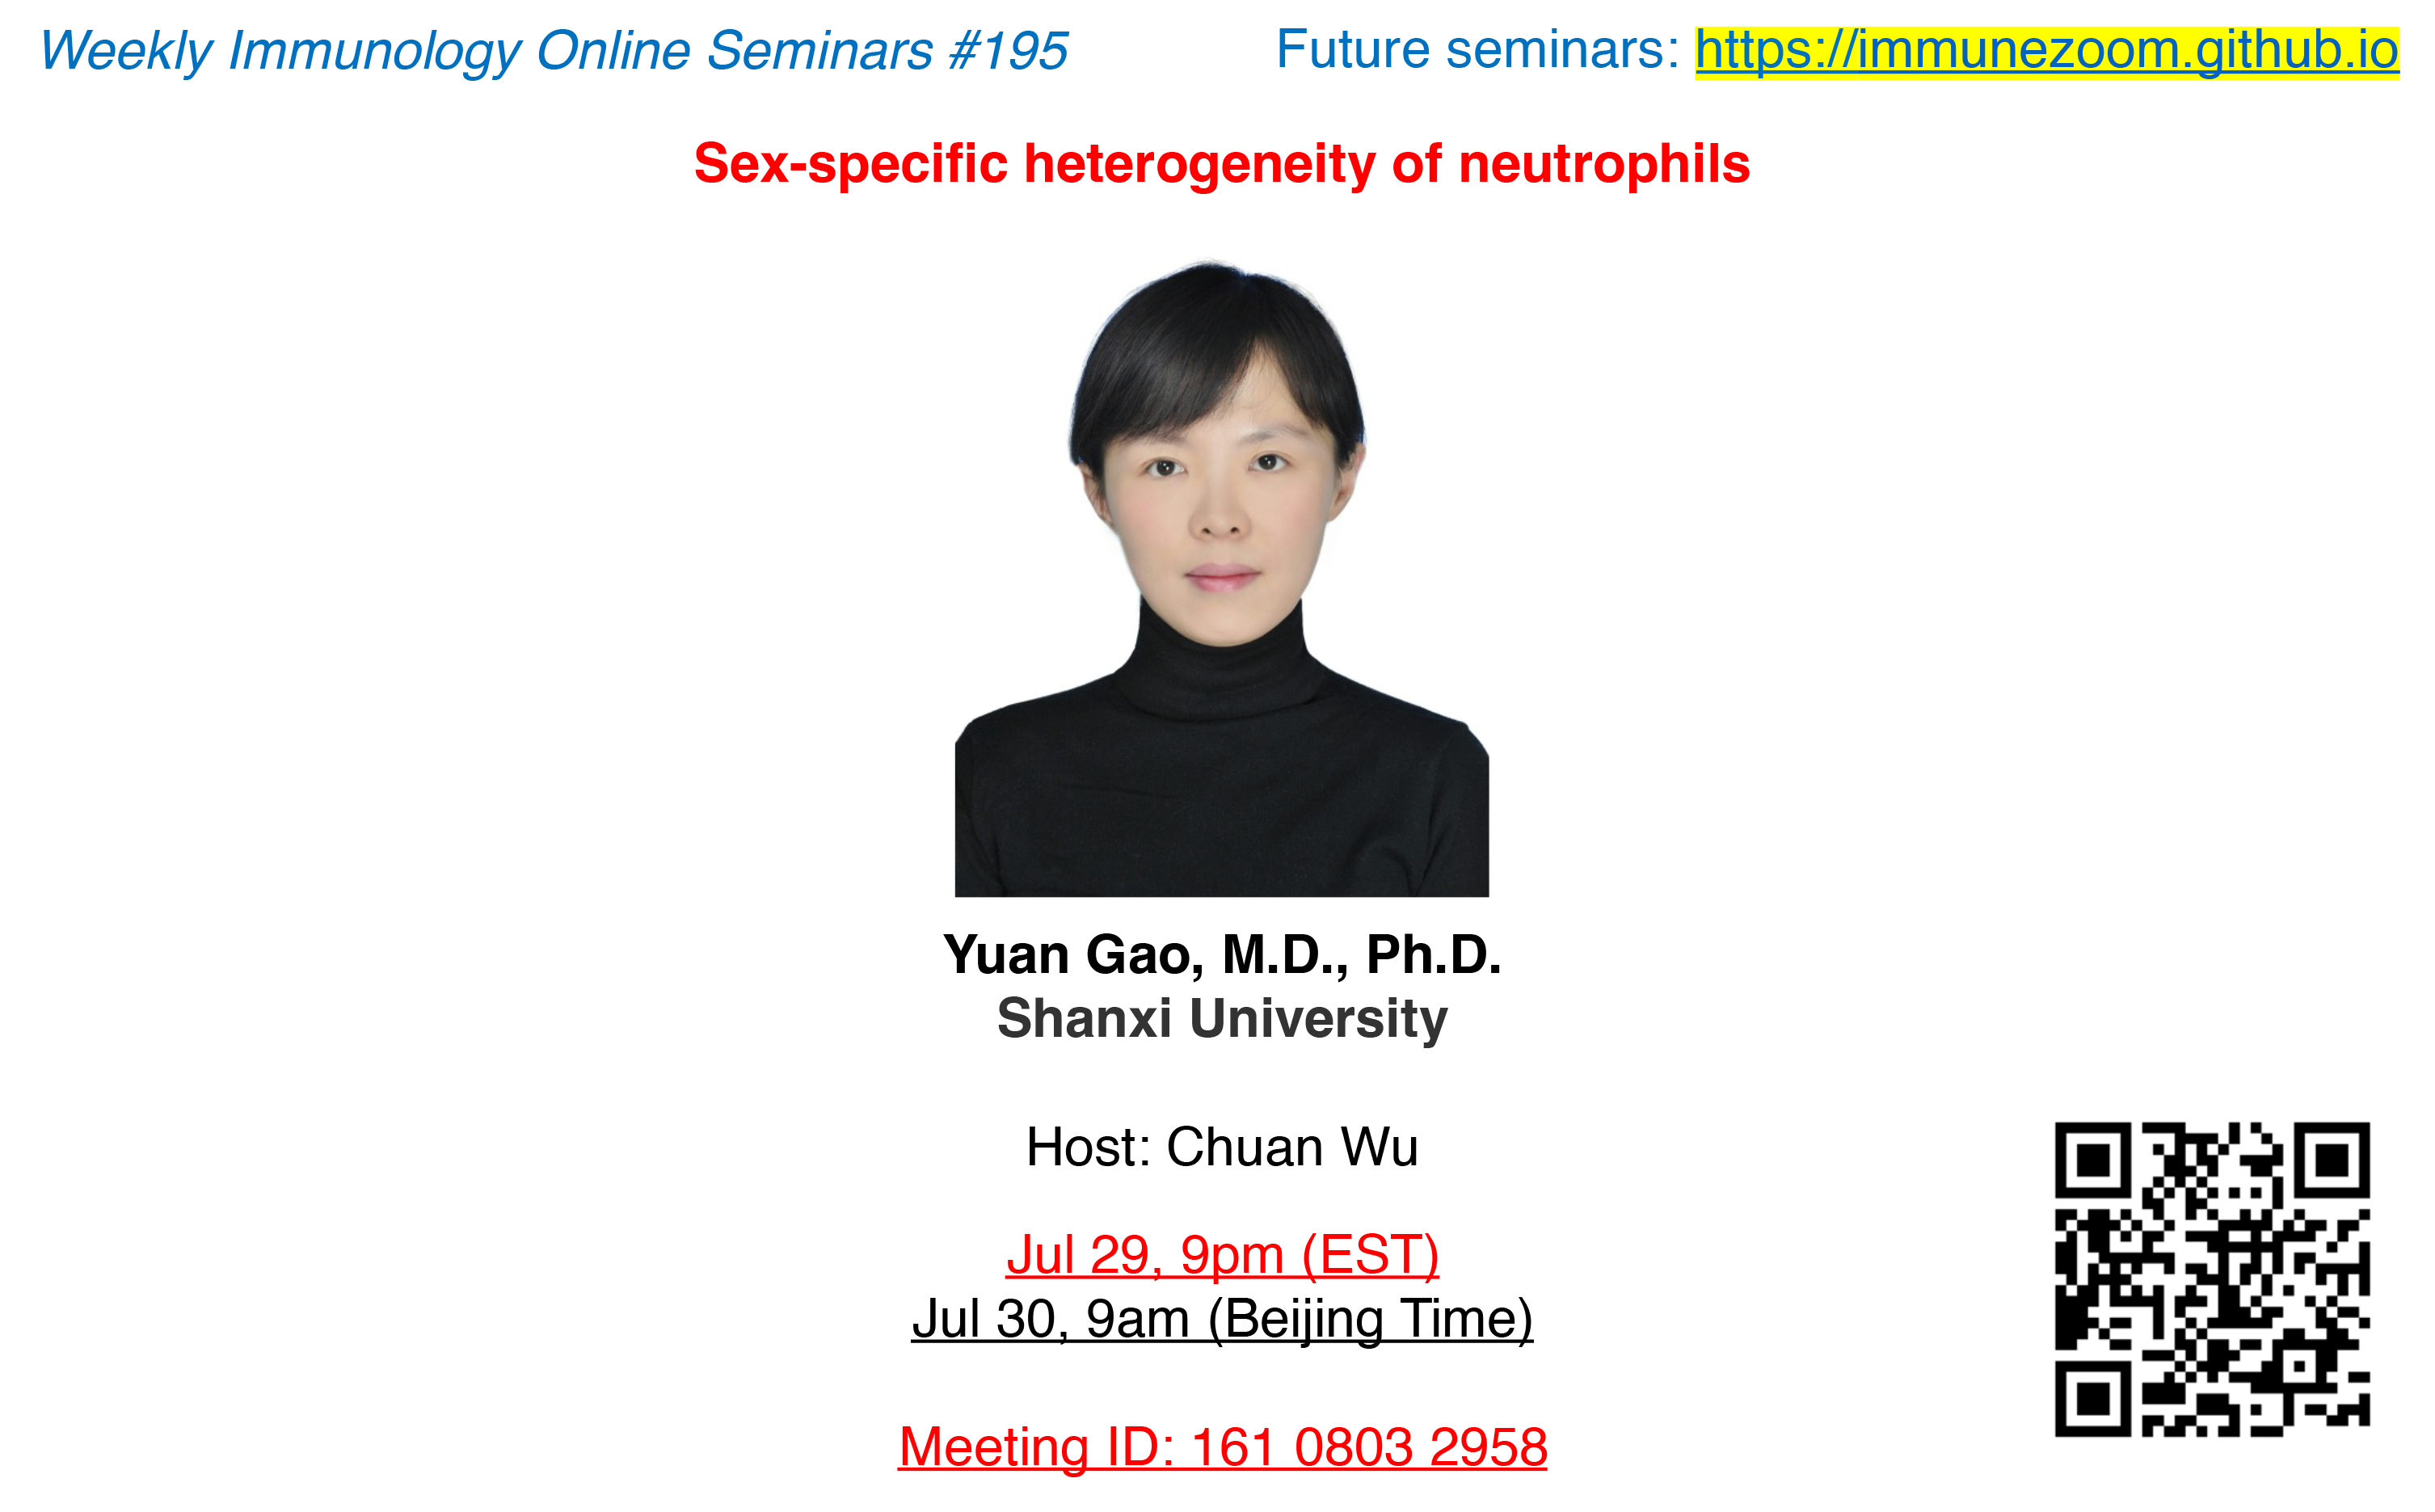 Weekly Immunology Online Seminars #195
Future seminars: https://immunezoom.github.io
Sex-specific heterogeneity of neutrophils
Yuan Gao, M.D., Ph.D.
Shanxi University
Host: Chuan Wu
Jul 29, 9pm (EST)
Jul 30, 9am (Beijing Time)
Meeting ID: 161 0803 2958